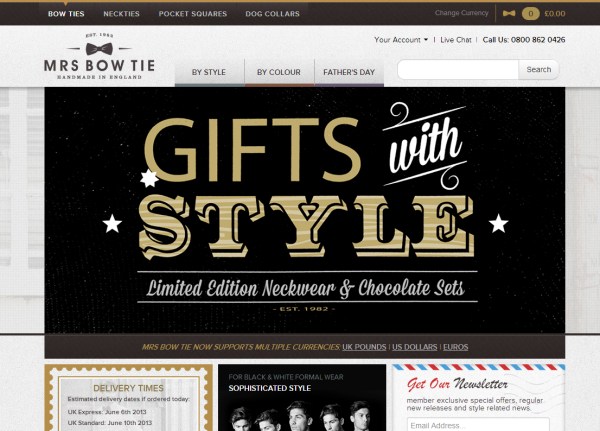 BOW TIES NECKTIES POCKET SQUARES DOG COLLARS Change Currency 0 £0.00
Your Account Live Chat Call Us: 0800 862 0426
EST. 1982
MRS BOW TIE
HANDMADE IN ENGLAND
BY STYLE BY COLOUR FATHER'S DAY Search
GIFTS with
STYLE
Limited Edition Neckwear & Chocolate Sets
- EST. 1982 -
MRS BOW TIE NOW SUPPORTS MULTIPLE CURRENCIES: UK POUNDS | US DOLLARS | EUROS
DELIVERY TIMES
Estimated delivery dates if ordered today:
UK Express: June 6th 2013
UK Standard: June 10th 2013
FOR BLACK & WHITE FORMAL WEAR
SOPHISTICATED STYLE
Get Our Newsletter
member exclusive special offers, regular
new releases and style related news.
Email Address...